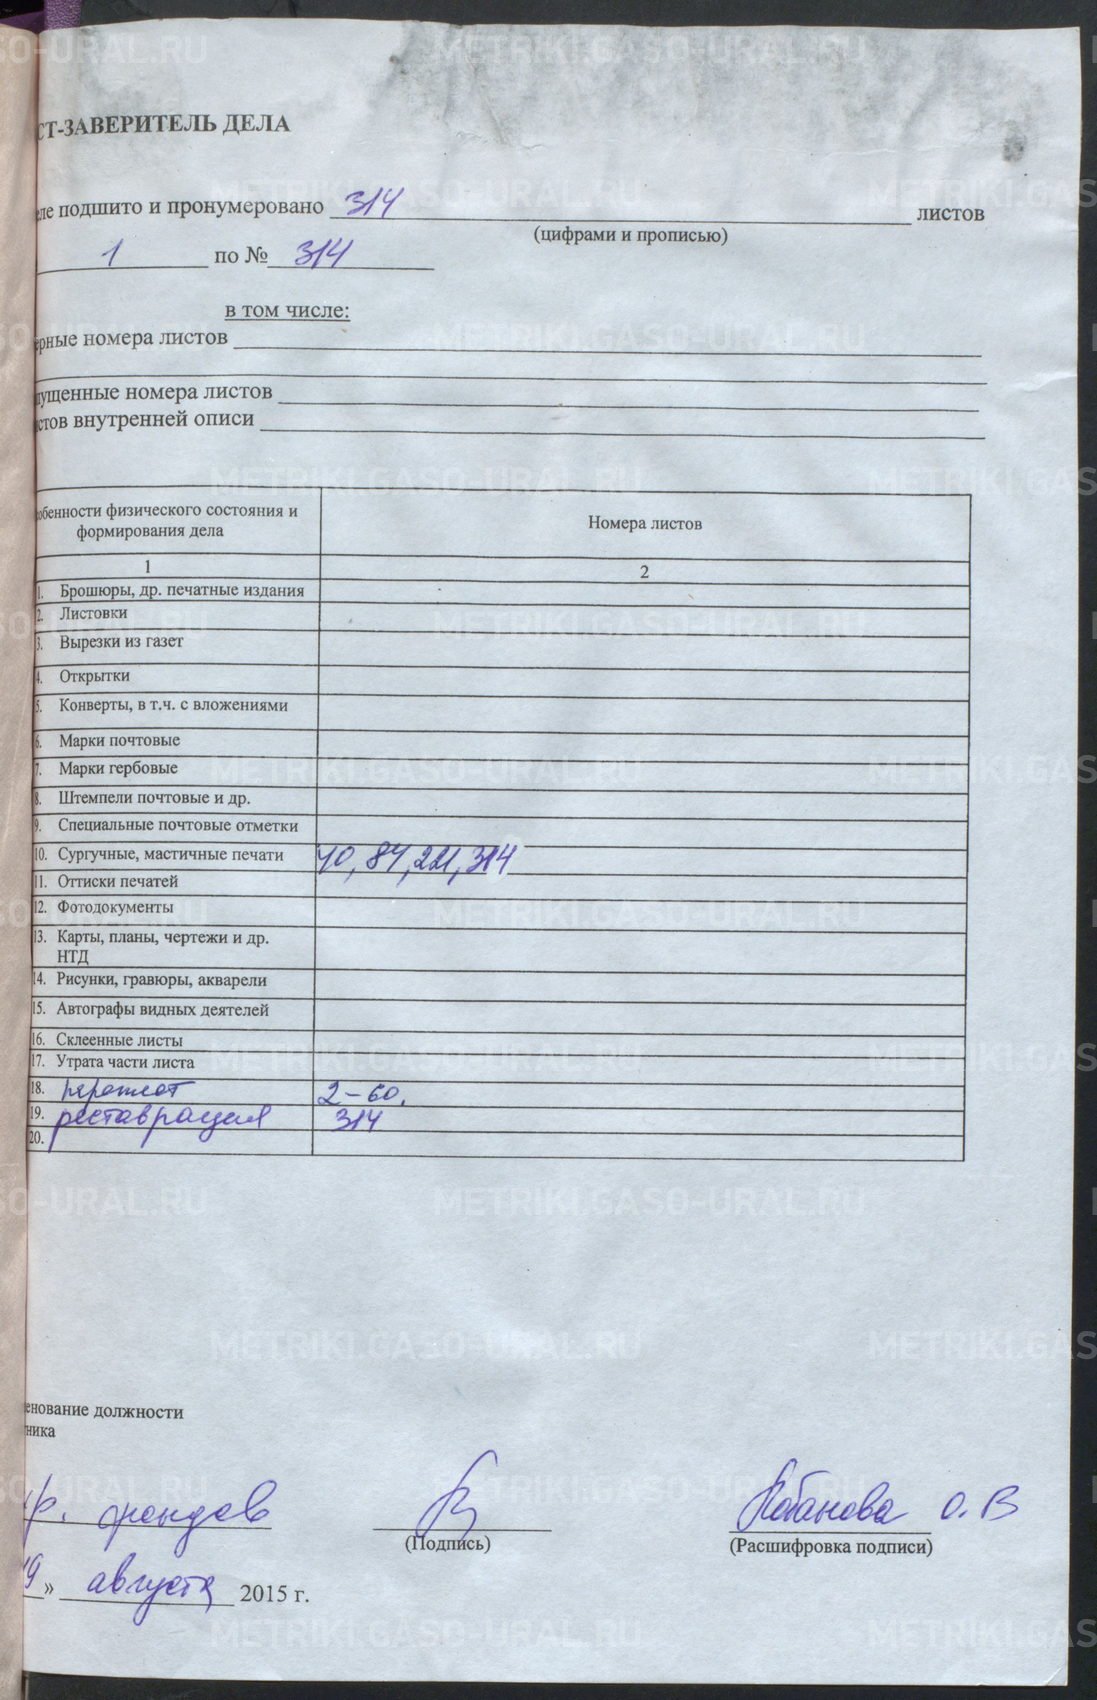 СТ-ЗАВЕРИТЕЛЬ ДЕЛА
еле подшито и пронумеровано 314 листов
(цифрами и прописью)
1 по № 314
в том числе:
ерные номера листов
пущенные номера листов
стов внутренней описи
обенности физического состояния и формирования дела Номера листов
1 2
1. Брошюры, др. печатные издания
2. Листовки
3. Вырезки из газет
4. Открытки
5. Конверты, в т.ч. с вложениями
6. Марки почтовые
7. Марки гербовые
8. Штемпели почтовые и др.
9. Специальные почтовые отметки
10. Сургучные, мастичные печати 40, 84, 221, 314
11. Оттиски печатей
12. Фотодокументы
13. Карты, планы, чертежи и др.
НТД
14. Рисунки, гравюры, акварели
15. Автографы видных деятелей
16. Склеенные листы
17. Утрата части листа
18. переплет 2-60.
19. реставрация 314
20.
енование должности
тника
фондов О.В
(Подпись) (Расшифровка подписи)
19 » августа 2015 г.
METRIKI.GASO-URAL.RU